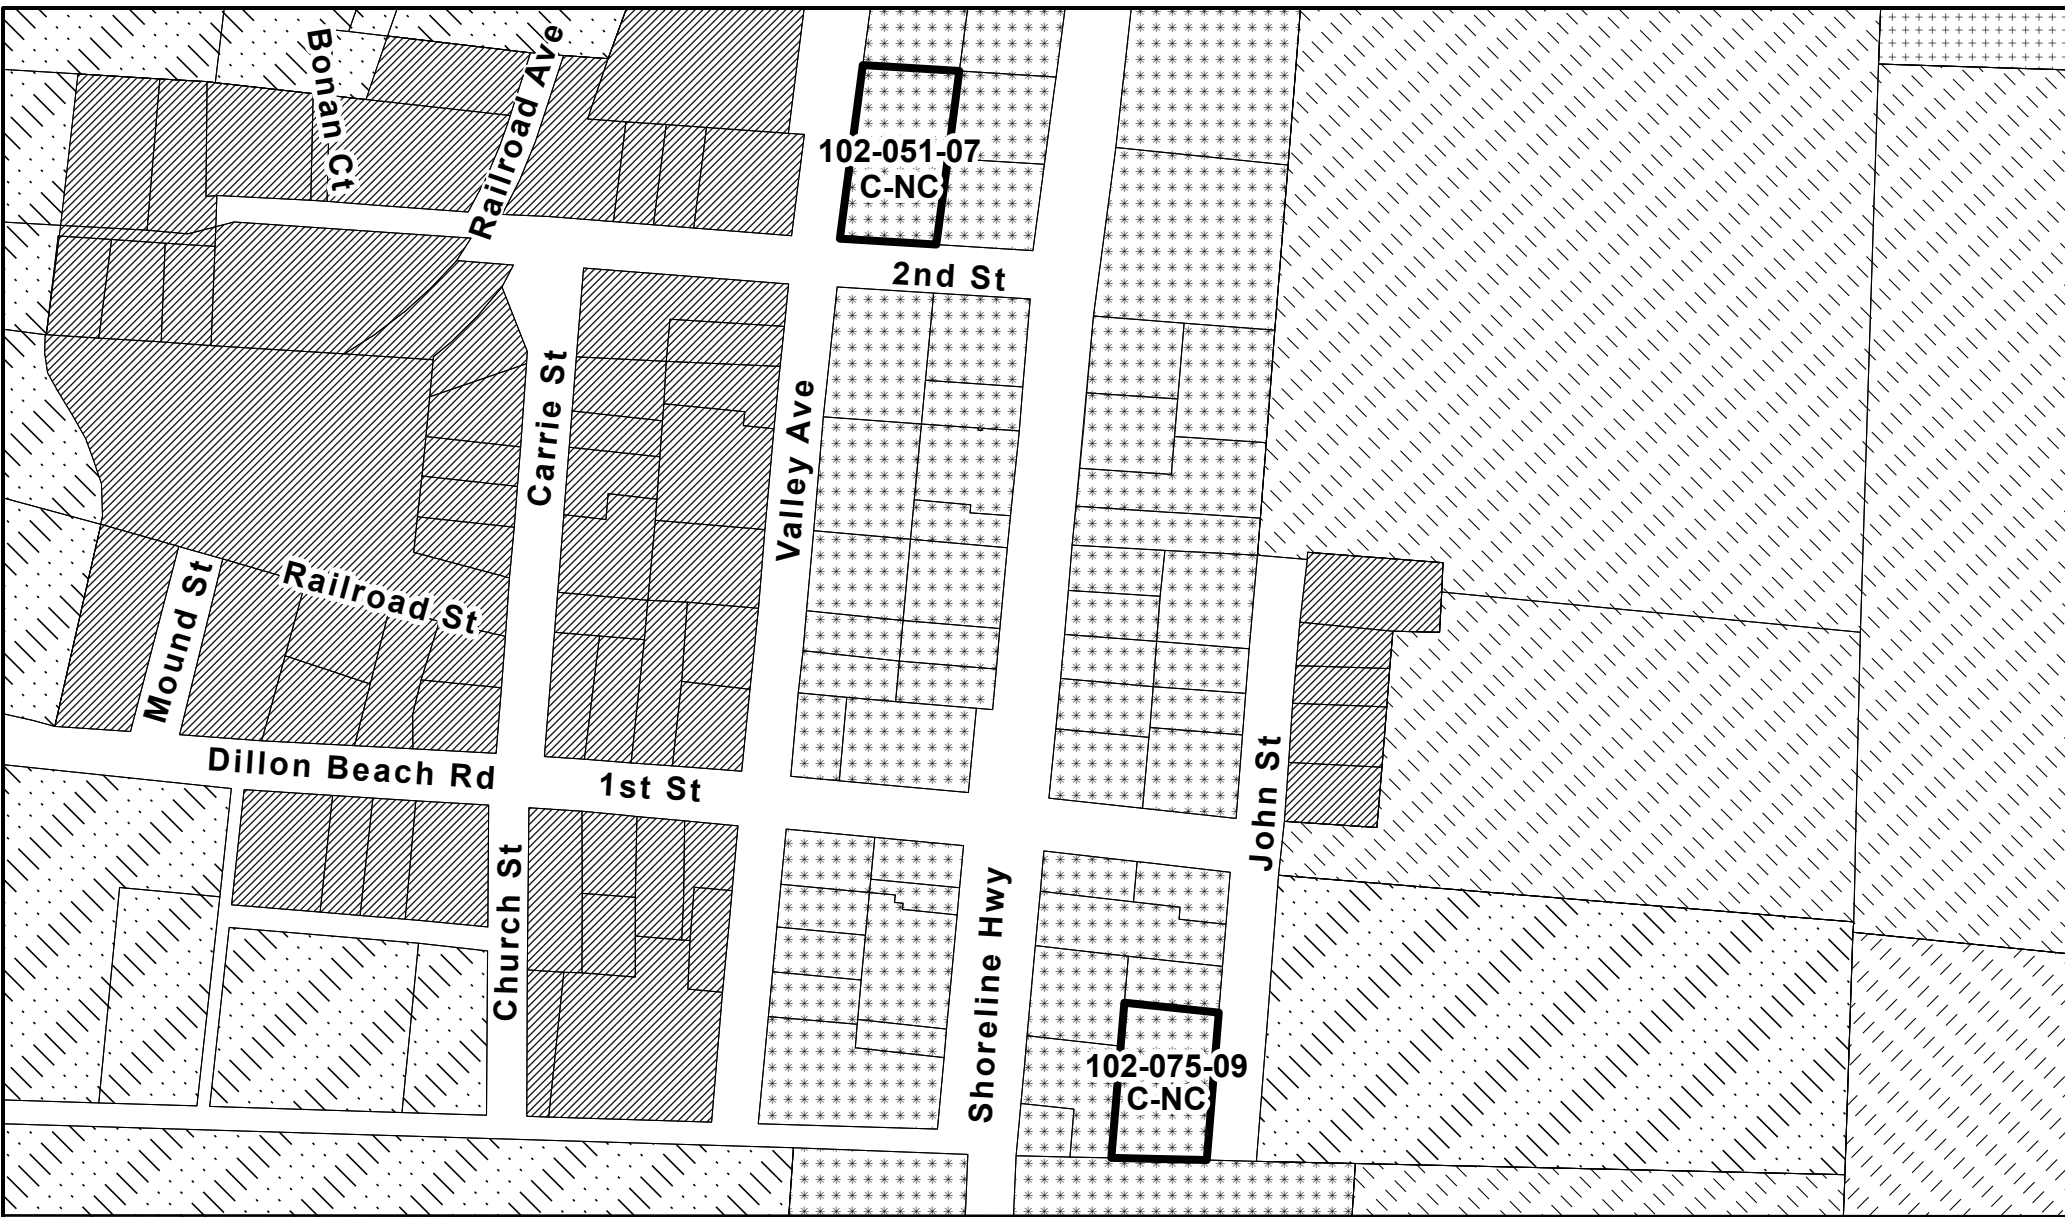 Bonan Ct
Railroad Ave
102-051-07
C-NC
2nd St
Carrie St
Valley Ave
Mound St
Railroad St
Dillon Beach Rd
1st St
John St
Church St
Shoreline Hwy
102-075-09
C-NC